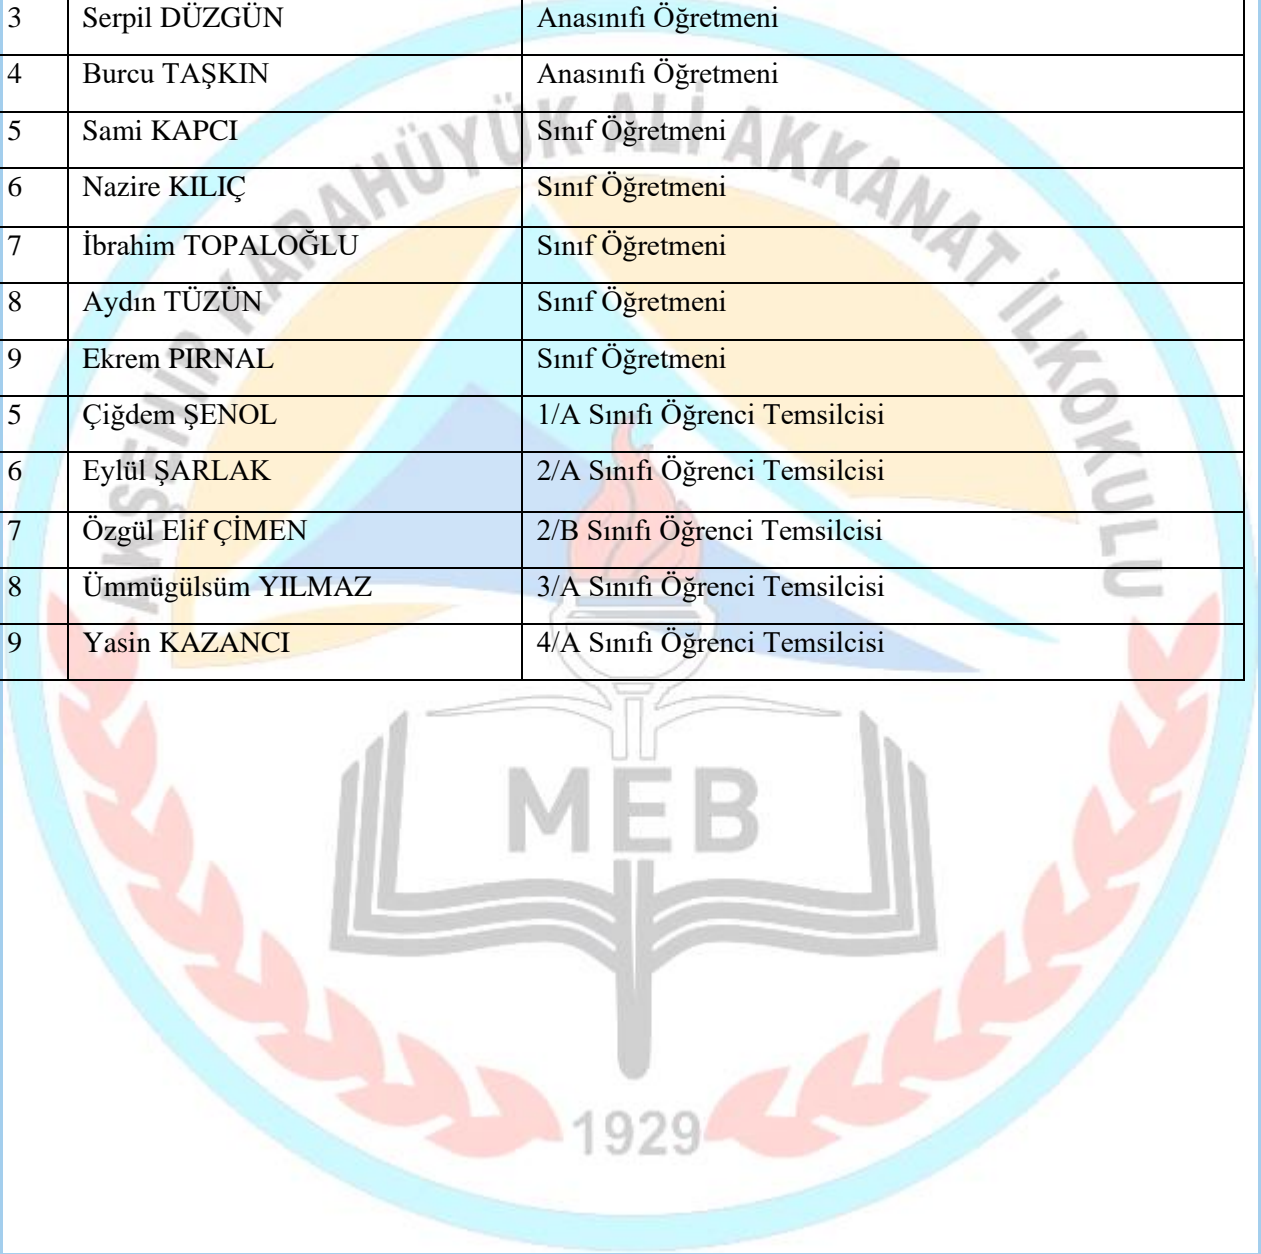 3 Serpil DÜZGÜN Anasınıfı Öğretmeni
4 Burcu TAŞKIN Anasınıfı Öğretmeni
5 Sami KAPCI Sınıf Öğretmeni
6 Nazire KILIÇ Sınıf Öğretmeni
7 İbrahim TOPALOĞLU Sınıf Öğretmeni
8 Aydın TÜZÜN Sınıf Öğretmeni
9 Ekrem PIRNAL Sınıf Öğretmeni
5 Çiğdem ŞENOL 1/A Sınıfı Öğrenci Temsilcisi
6 Eylül ŞARLAK 2/A Sınıfı Öğrenci Temsilcisi
7 Özgül Elif ÇİMEN 2/B Sınıfı Öğrenci Temsilcisi
8 Ümmügülsüm YILMAZ 3/A Sınıfı Öğrenci Temsilcisi
9 Yasin KAZANCI 4/A Sınıfı Öğrenci Temsilcisi
AKŞEHİR KARAHÜYÜK ALİ AKKANAT İLKOKULU
MEB
1929